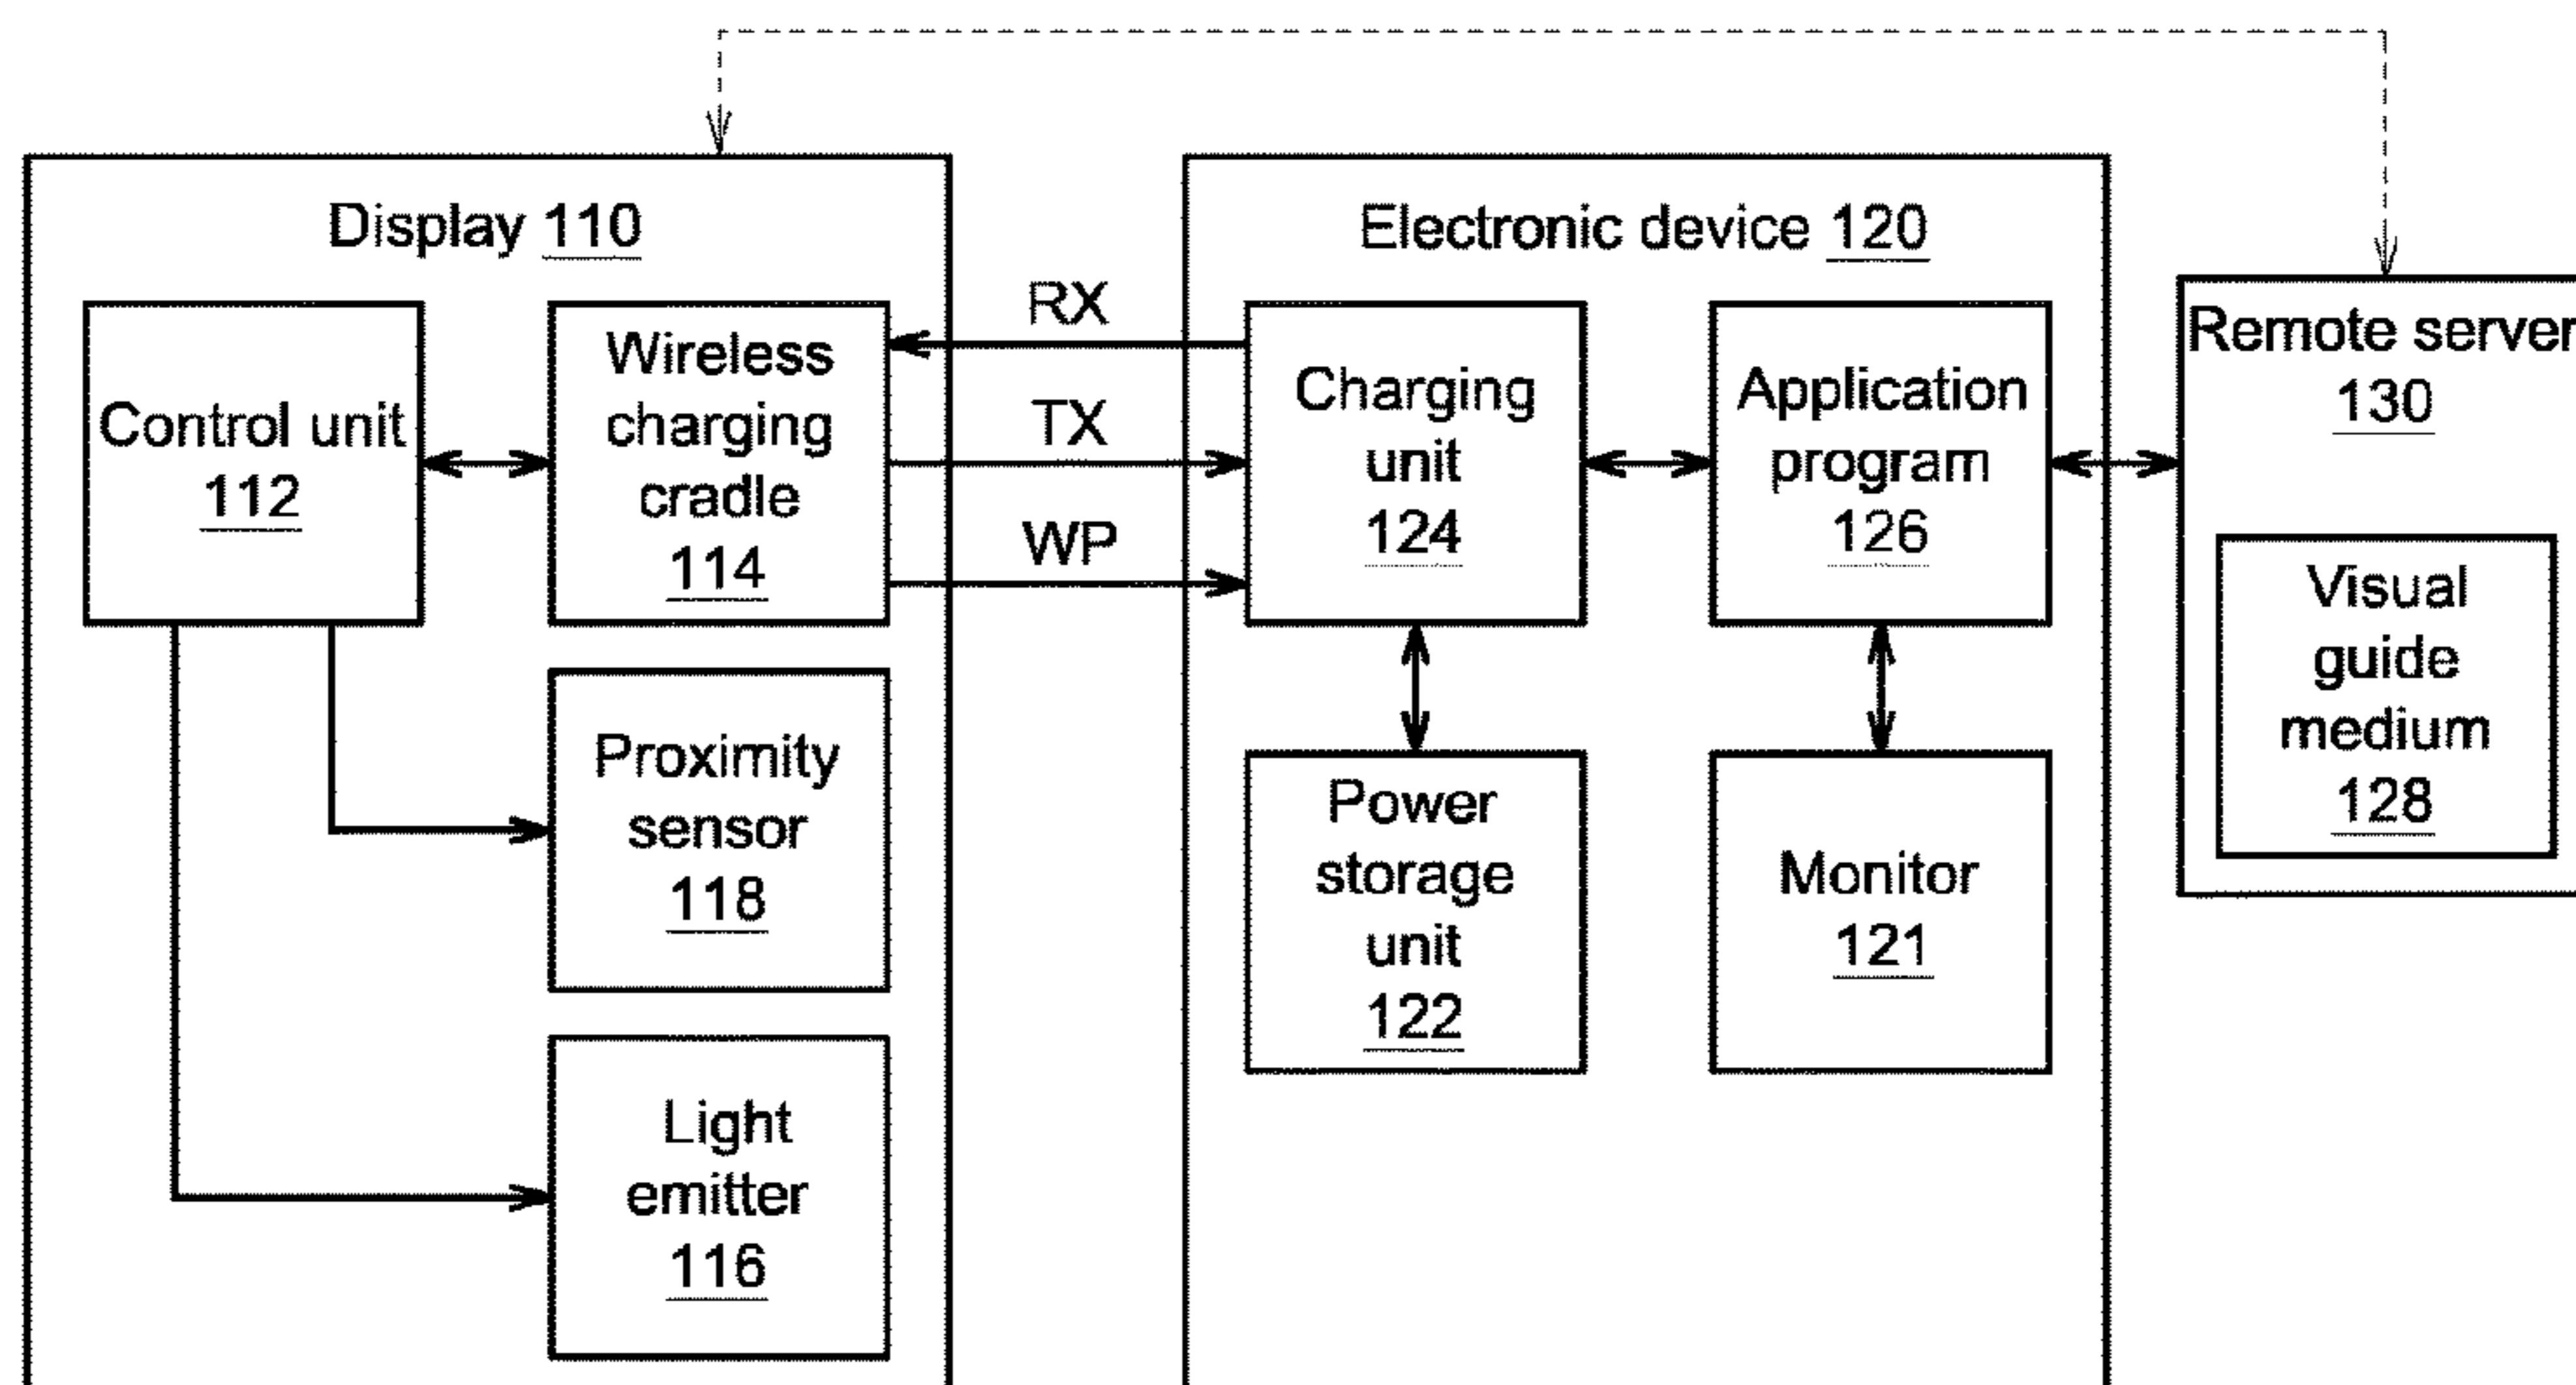 Display 110
Control unit
112
Wireless
charging
cradle
114
Proximity
sensor
118
Light
emitter
116
RX
TX
WP
Electronic device 120
Charging
unit
124
Application
program
126
Power
storage
unit
122
Monitor
121
Remote server
130
Visual
guide
medium
128